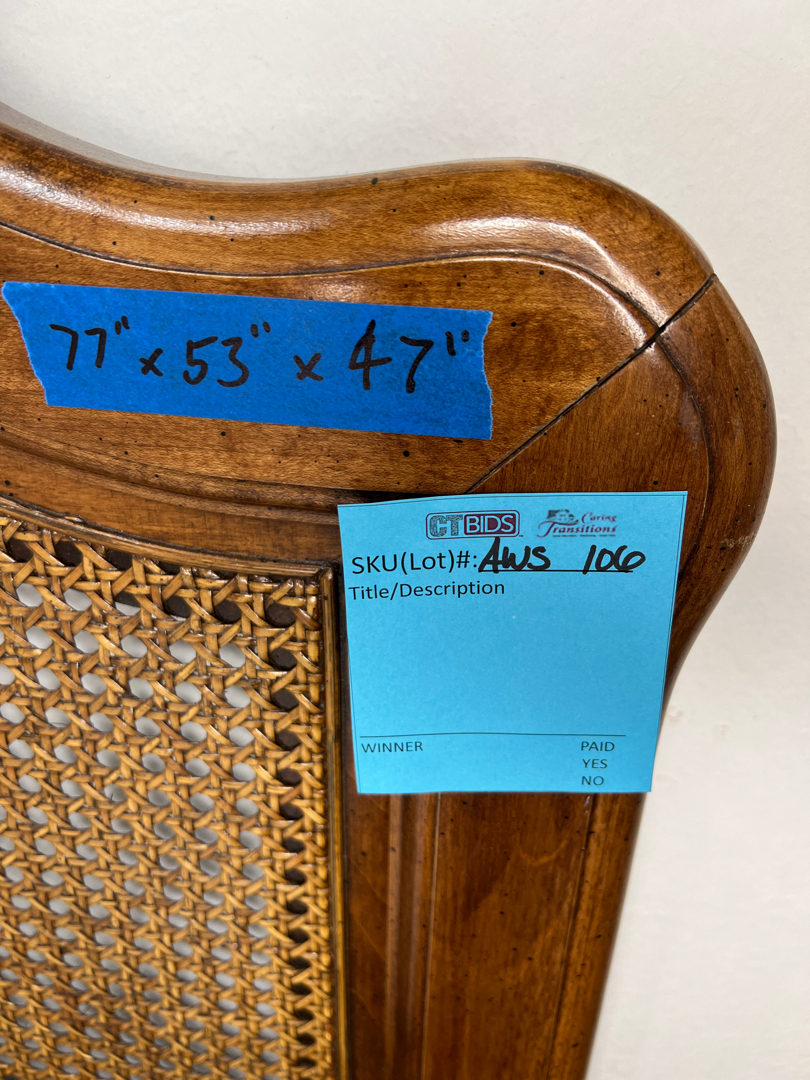 77" x 53" x 47"
CTBIDS Caring Transitions
SKU(Lot)#: AWS 106
Title/Description
WINNER PAID
YES
NO